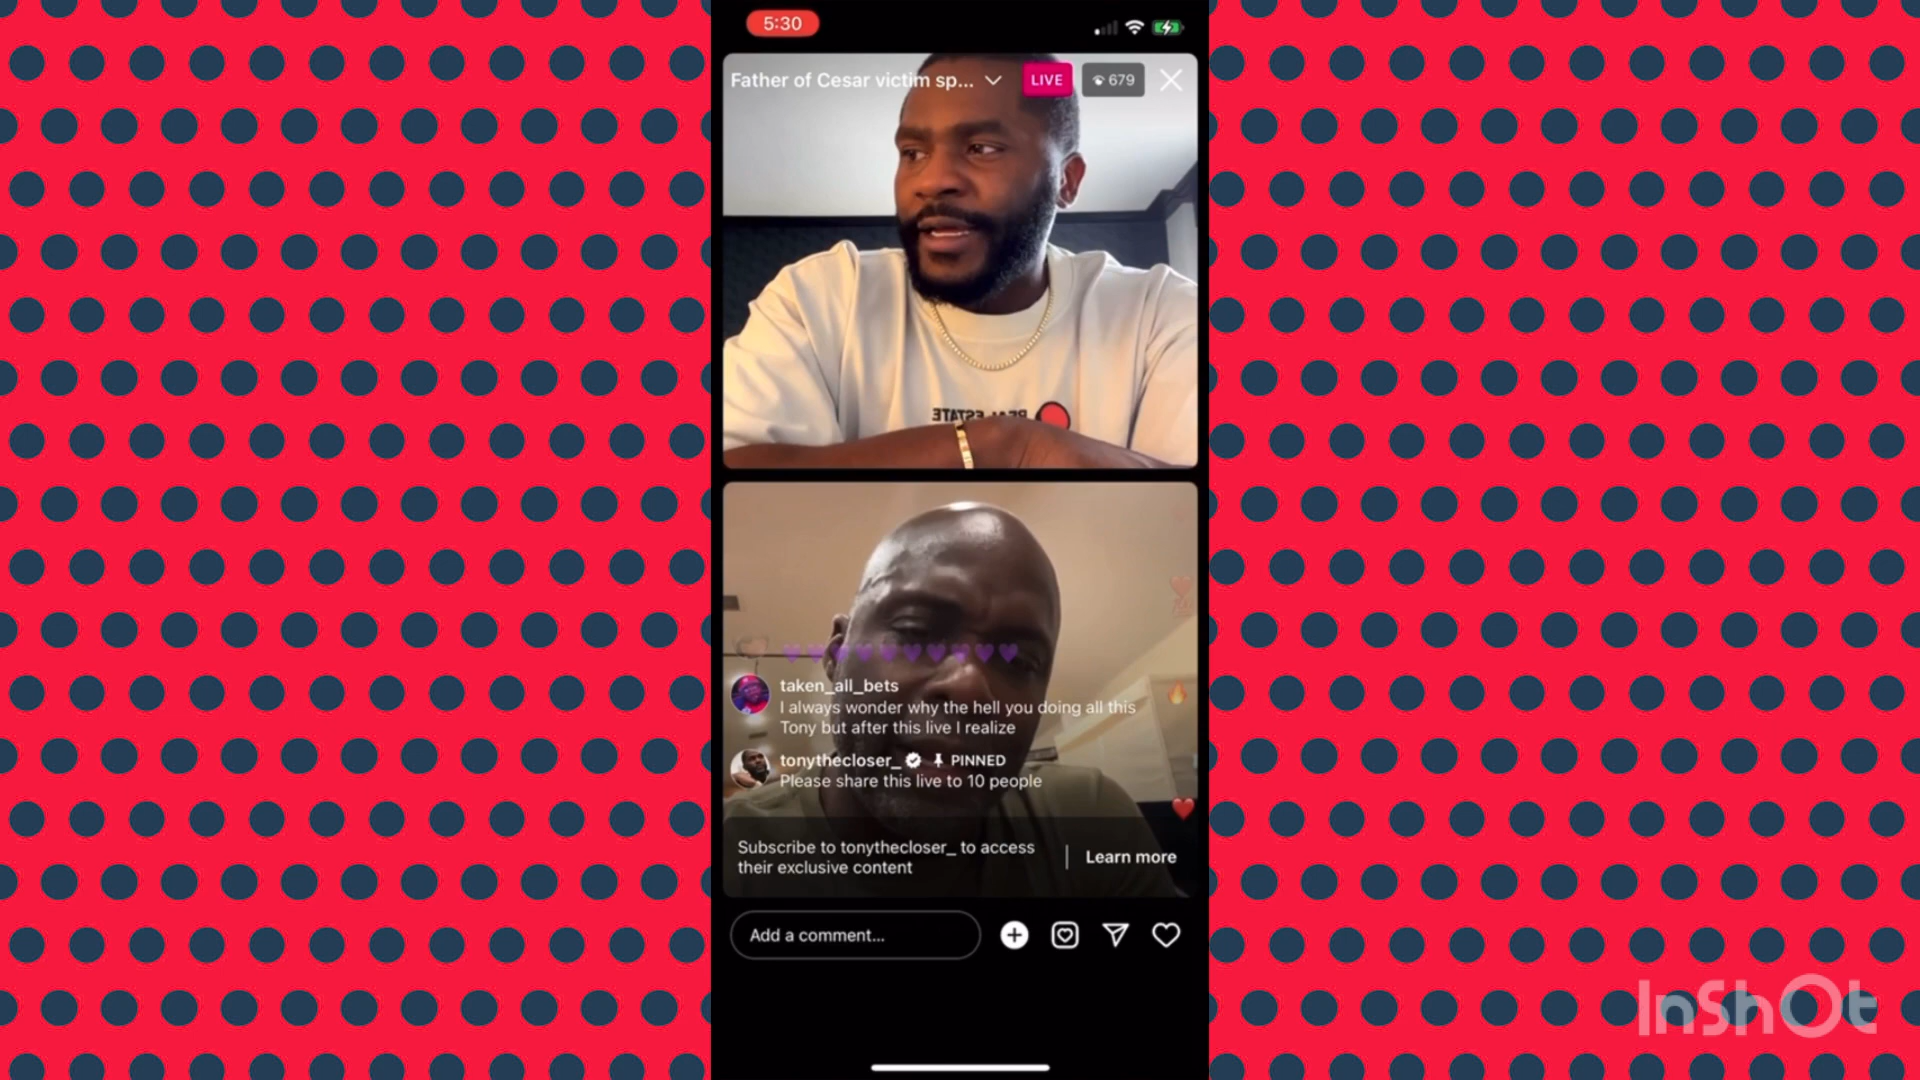 5:30
Father of Cesar victim sp...
LIVE
679
REAL ESTATE
taken_all_bets
I always wonder why the hell you doing all this
Tony but after this live I realize
tonythecloser_ PINNED
Please share this live to 10 people
Subscribe to tonythecloser_ to access
their exclusive content
Learn more
Add a comment...
InShOt